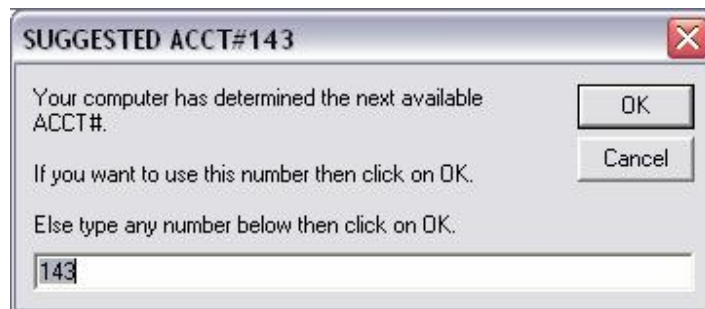 SUGGESTED ACCT#143
Your computer has determined the next available
ACCT#.
If you want to use this number then click on OK.
Else type any number below then click on OK.
OK
Cancel
143